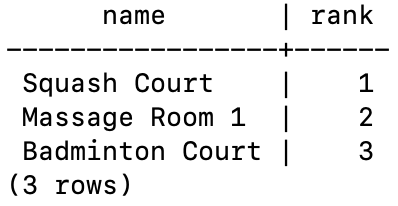 name       | rank
-----------------+------
 Squash Court    |    1
 Massage Room 1  |    2
 Badminton Court |    3
(3 rows)